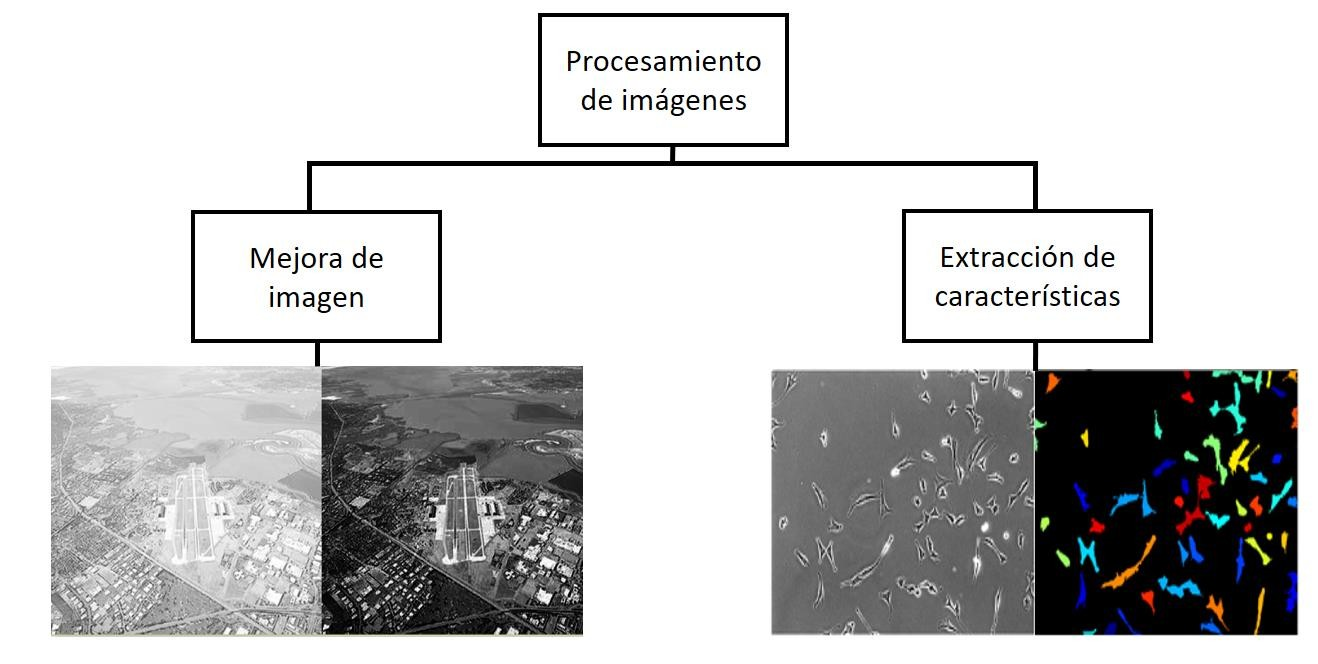 Procesamiento
de imágenes
Mejora de
imagen
Extracción de
características